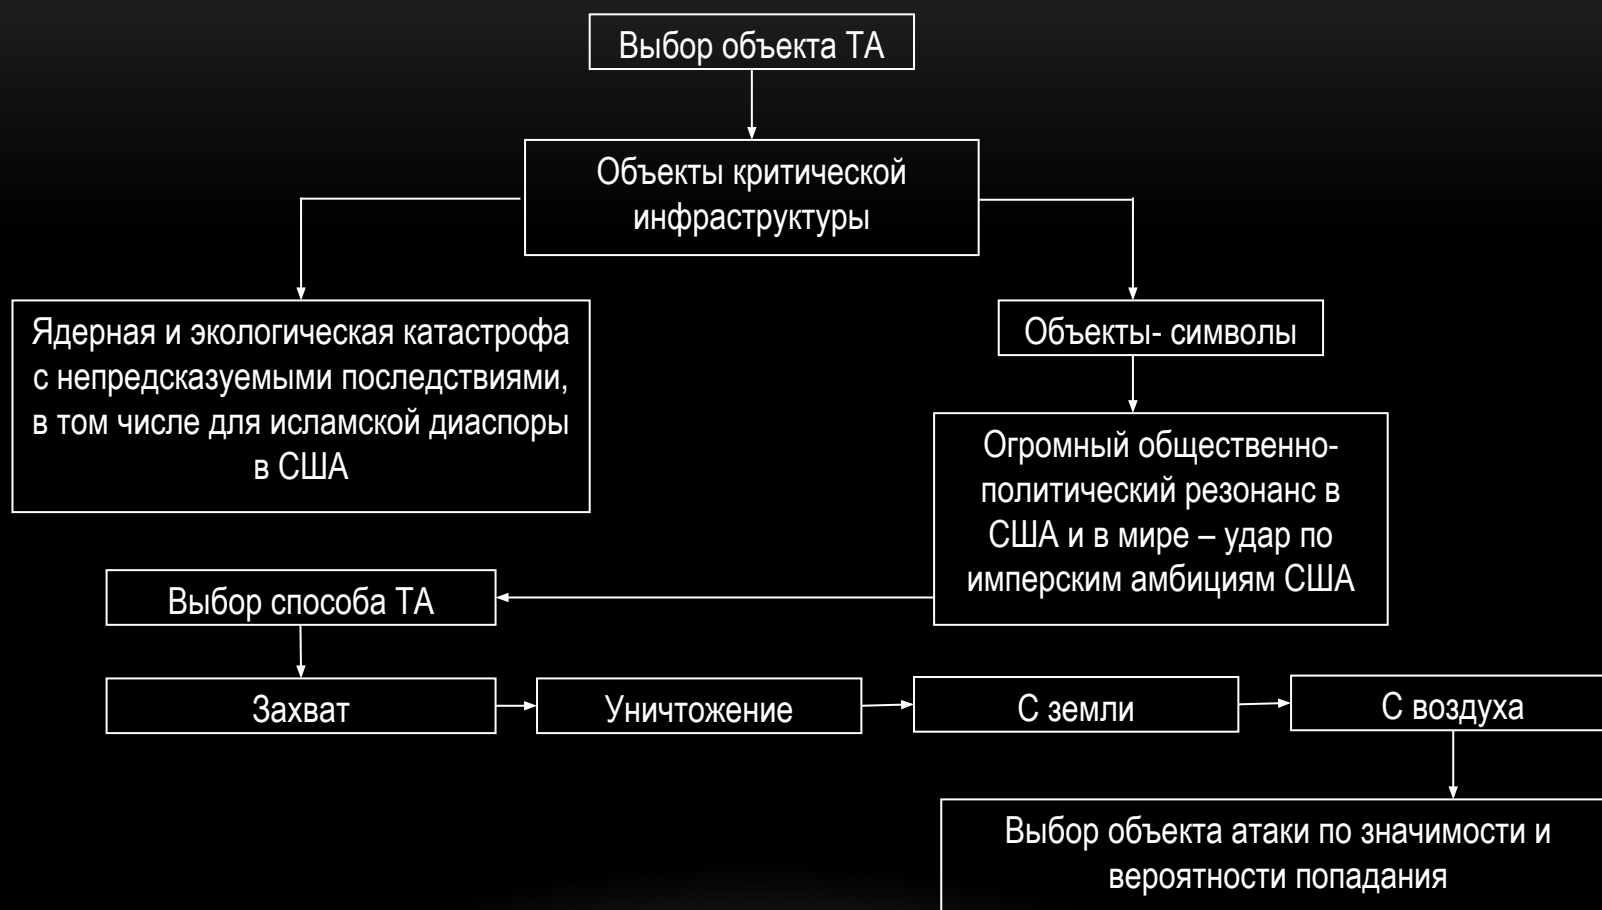 Выбор объекта ТА
Объекты критической
инфраструктуры
Ядерная и экологическая катастрофа
с непредсказуемыми последствиями,
в том числе для исламской диаспоры
в США
Объекты- символы
Огромный общественно-
политический резонанс в
США и в мире – удар по
имперским амбициям США
Выбор способа ТА
Захват
Уничтожение
С земли
С воздуха
Выбор объекта атаки по значимости и
вероятности попадания